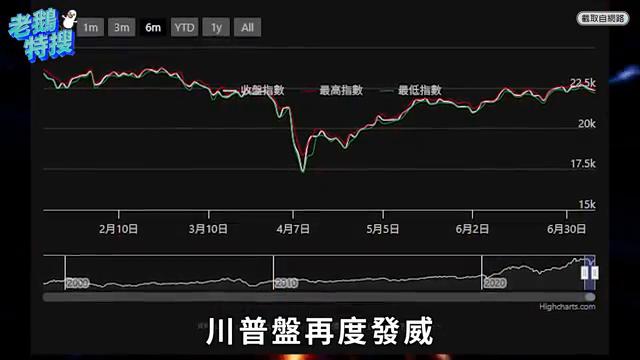 老鵝
特搜
截取自網路
1m 3m 6m YTD 1y All
收盤指數 最高指數 最低指數
22.5k
20k
17.5k
15k
2月10日 3月10日 4月7日 5月5日 6月2日 6月30日
2000 2010 2020
Highcharts.com
川普盤再度發威